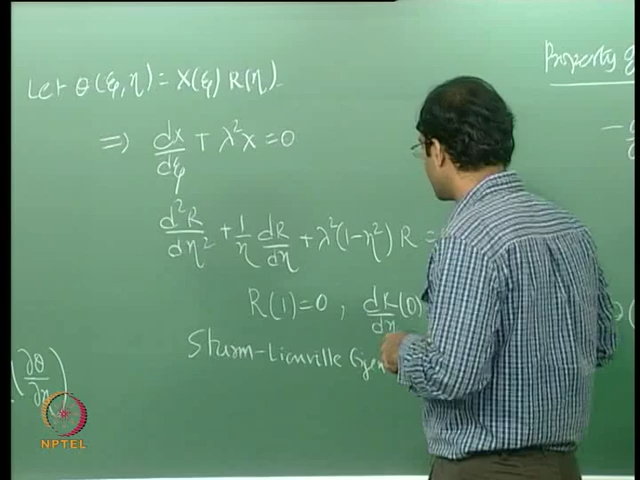 Let θ(ξ,η) = X(ξ) R(η).
⇒ dx/dξ + λ²x = 0
d²R/dη² + 1/η dR/dη + λ²(1-η²) R =
R(1) = 0 , dR/dη (0)
Sturm-Liouville Eigen
(∂θ/∂η)
Property
NPTEL